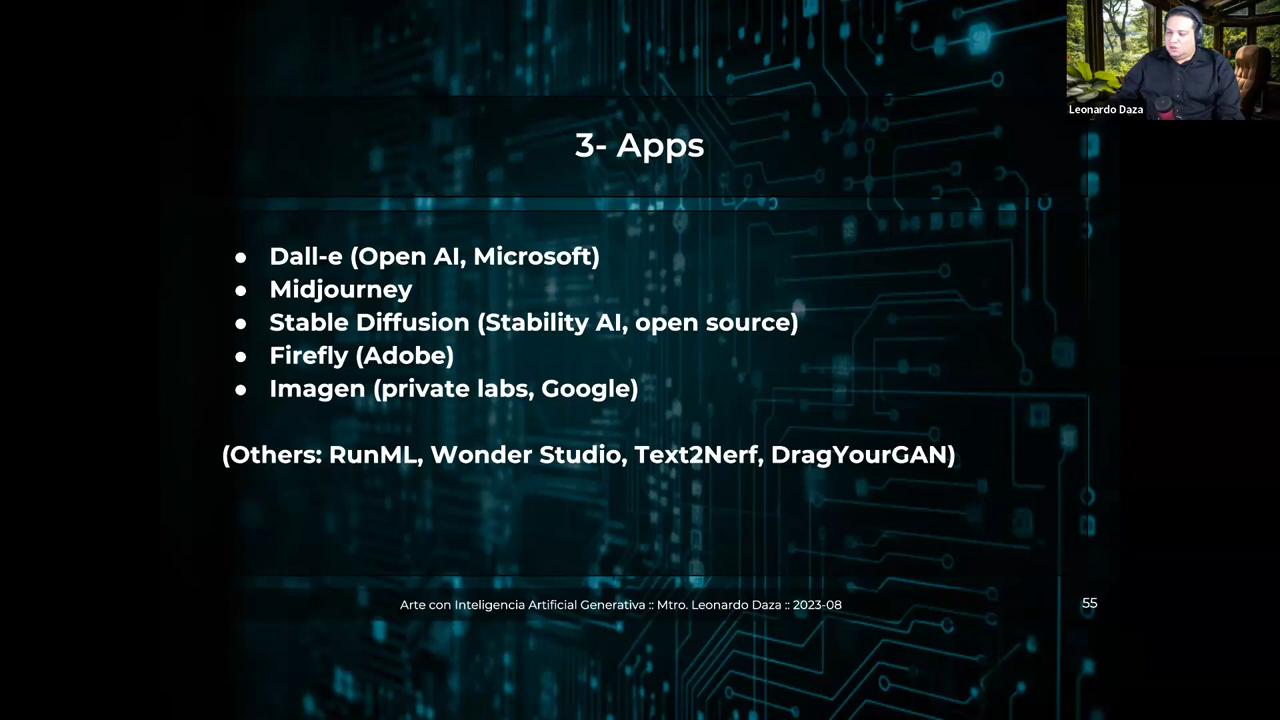 Leonardo Daza
3- Apps
● Dall-e (Open AI, Microsoft)
● Midjourney
● Stable Diffusion (Stability AI, open source)
● Firefly (Adobe)
● Imagen (private labs, Google)
(Others: RunML, Wonder Studio, Text2Nerf, DragYourGAN)
Arte con Inteligencia Artificial Generativa :: Mtro. Leonardo Daza :: 2023-08
55